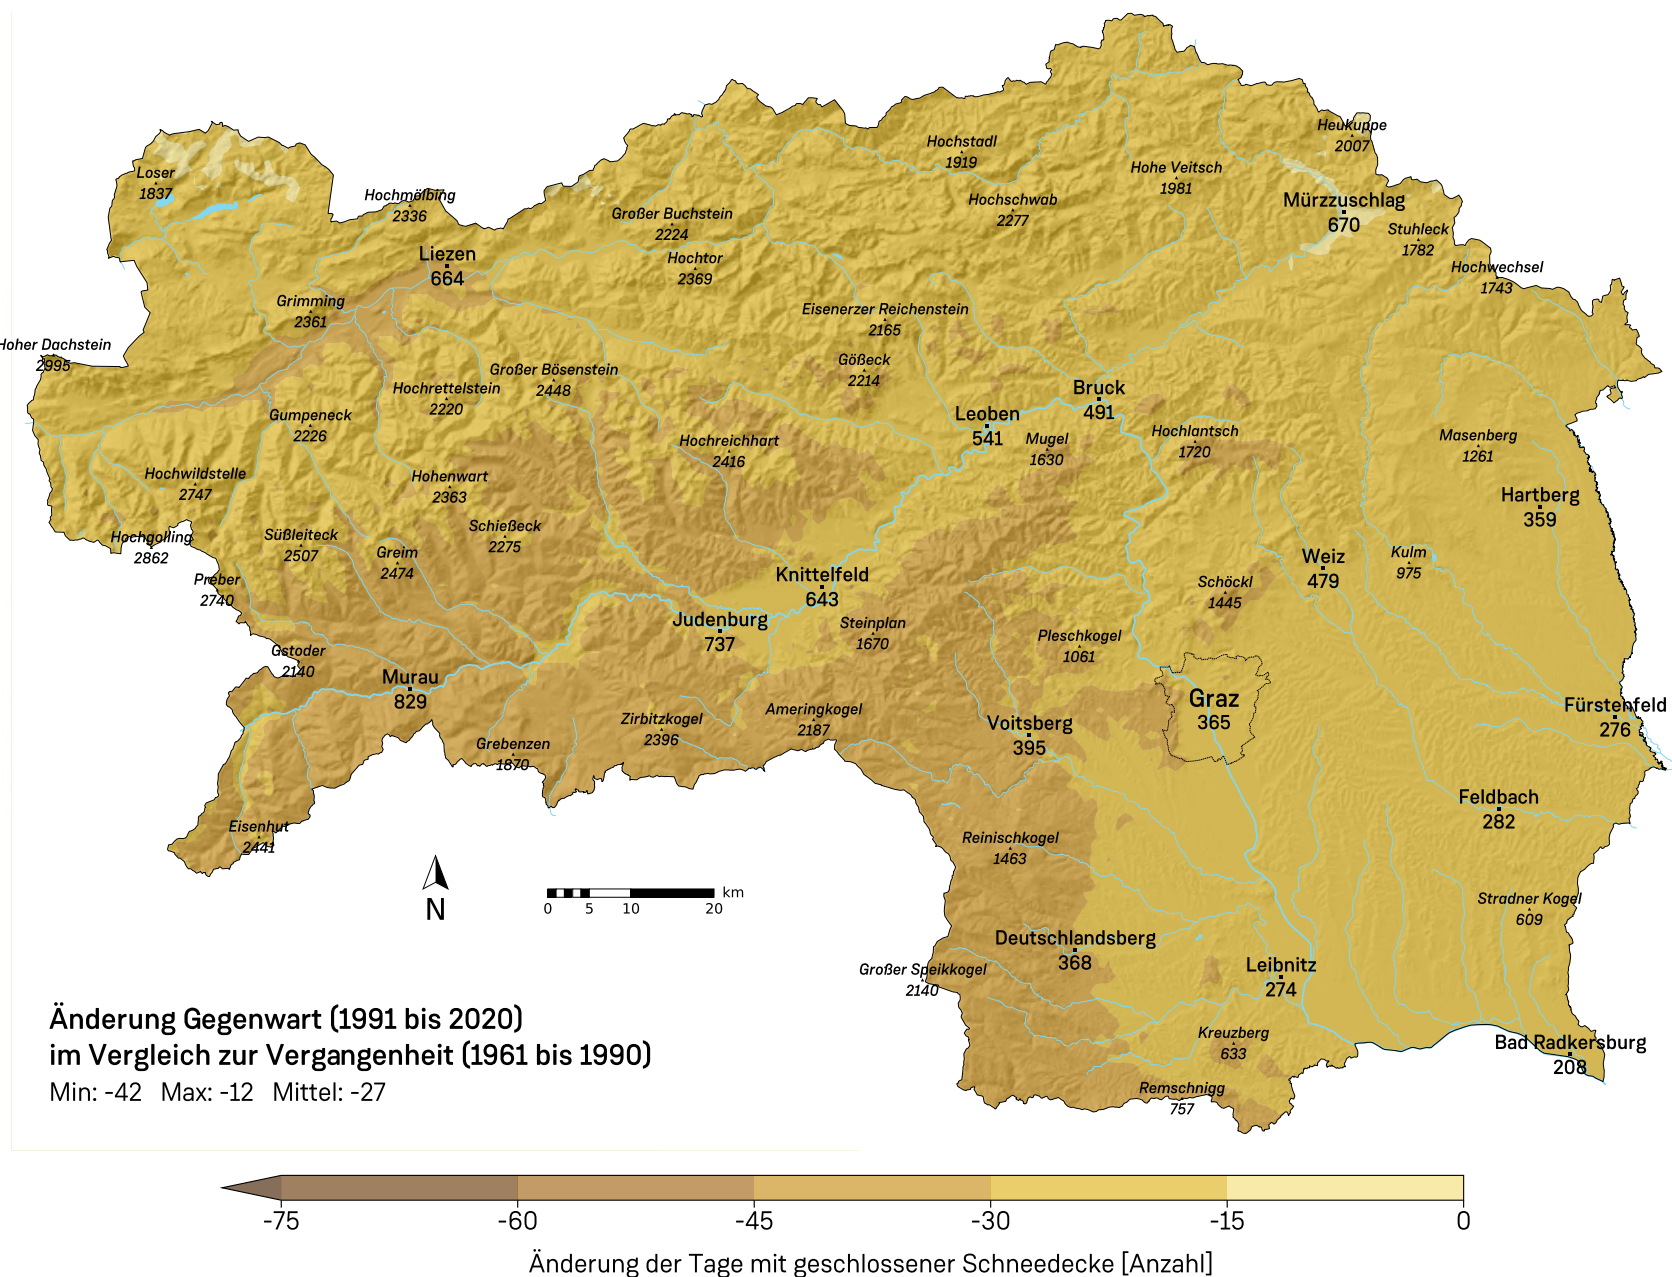 Heukuppe
2007
Hochstadl
1919
Hohe Veitsch
1981
Loser
1837
Hochmölbing
2336
Hochschwab
2277
Mürzzuschlag
670
Großer Buchstein
2224
Stuhleck
1782
Liezen
664
Hochtor
2369
Hochwechsel
1743
Grimming
2361
Eisenerzer Reichenstein
2165
Hoher Dachstein
2995
Gößeck
2214
Großer Bösenstein
2448
Hochrettelstein
2220
Bruck
491
Leoben
541
Gumpeneck
2226
Hochreichhart
2416
Mugel
1630
Hochlantsch
1720
Masenberg
1261
Hochwildstelle
2747
Hohenwart
2363
Hartberg
359
Schießeck
2275
Hochgolling
2862
Süßleiteck
2507
Greim
2474
Kulm
975
Weiz
479
Knittelfeld
643
Preber
2740
Schöckl
1445
Judenburg
737
Steinplan
1670
Pleschkogel
1061
Gstoder
2140
Murau
829
Graz
365
Zirbitzkogel
2396
Ameringkogel
2187
Voitsberg
395
Fürstenfeld
276
Grebenzen
1870
Feldbach
282
Eisenhut
2441
Reinischkogel
1463
N
km
0 5 10 20
Stradner Kogel
609
Deutschlandsberg
368
Großer Speikkogel
2140
Leibnitz
274
Kreuzberg
633
Bad Radkersburg
208
Remschnigg
757
Änderung Gegenwart (1991 bis 2020)
im Vergleich zur Vergangenheit (1961 bis 1990)
Min: -42 Max: -12 Mittel: -27
-75 -60 -45 -30 -15 0
Änderung der Tage mit geschlossener Schneedecke [Anzahl]